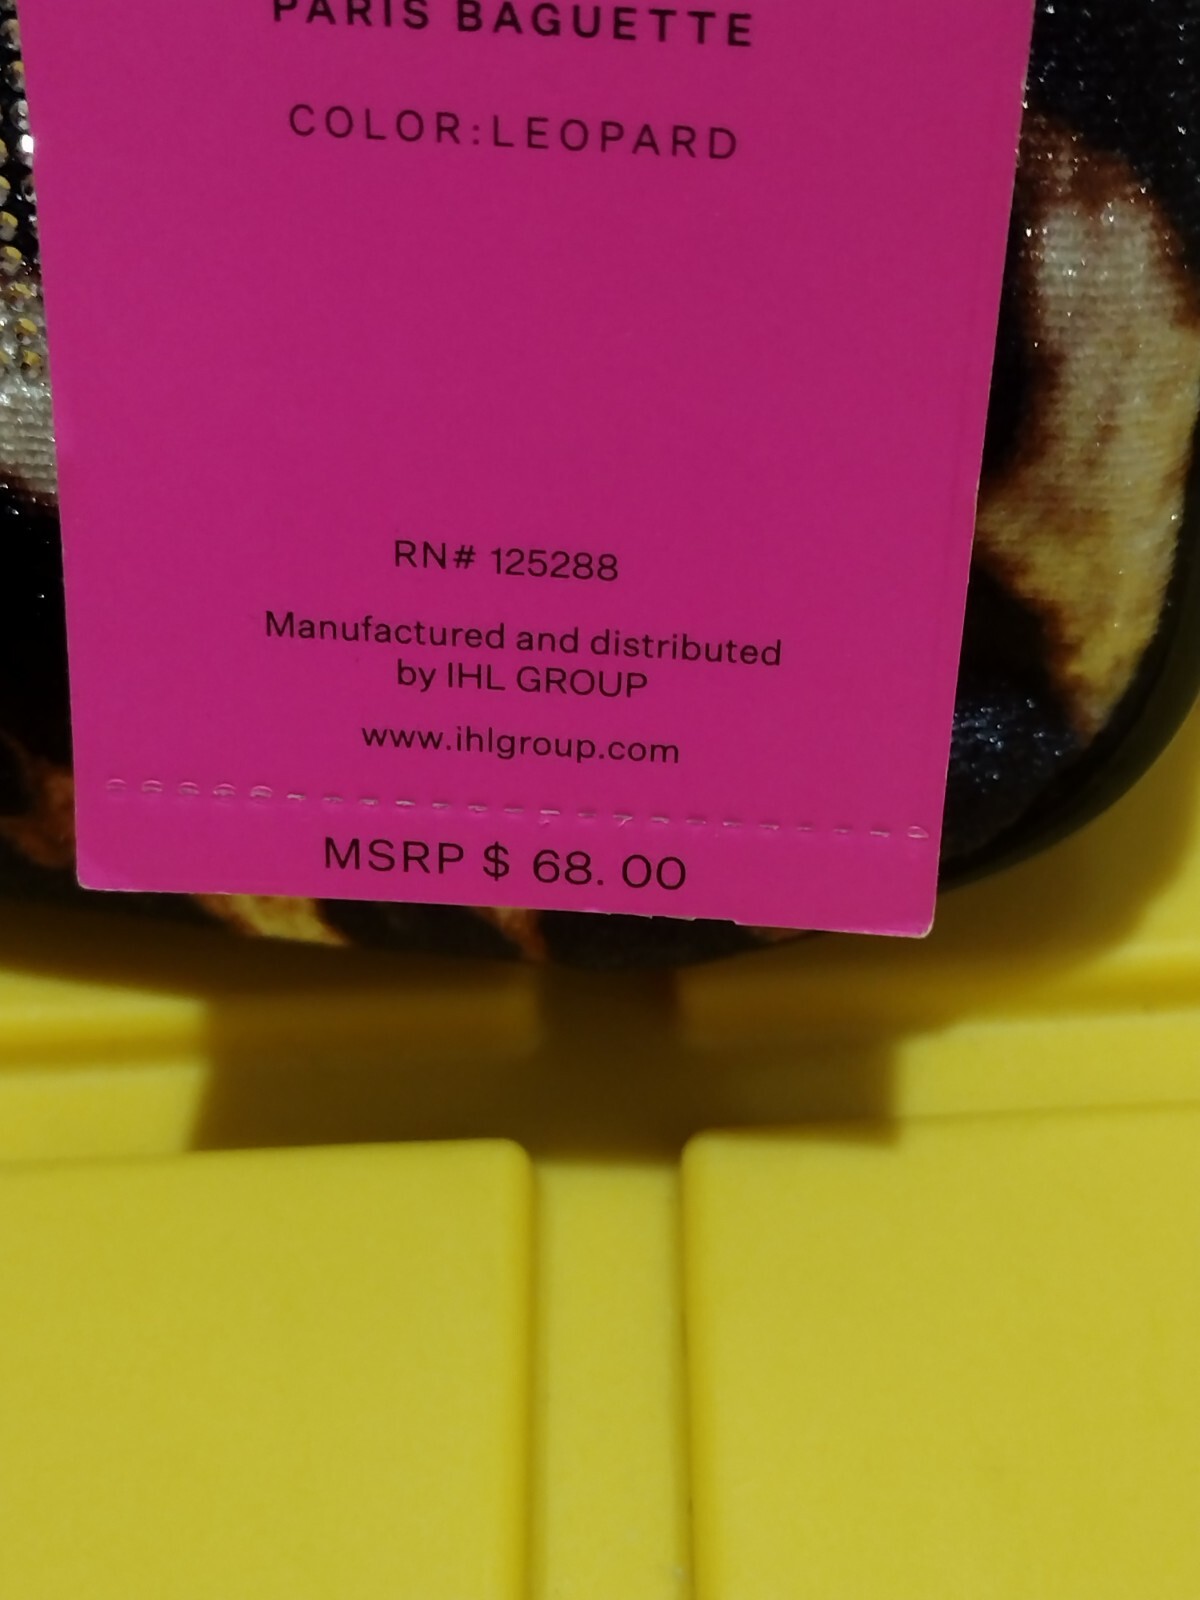 PARIS BAGUETTE
COLOR:LEOPARD
RN# 125288
Manufactured and distributed
by IHL GROUP
www.ihlgroup.com
MSRP $ 68. 00